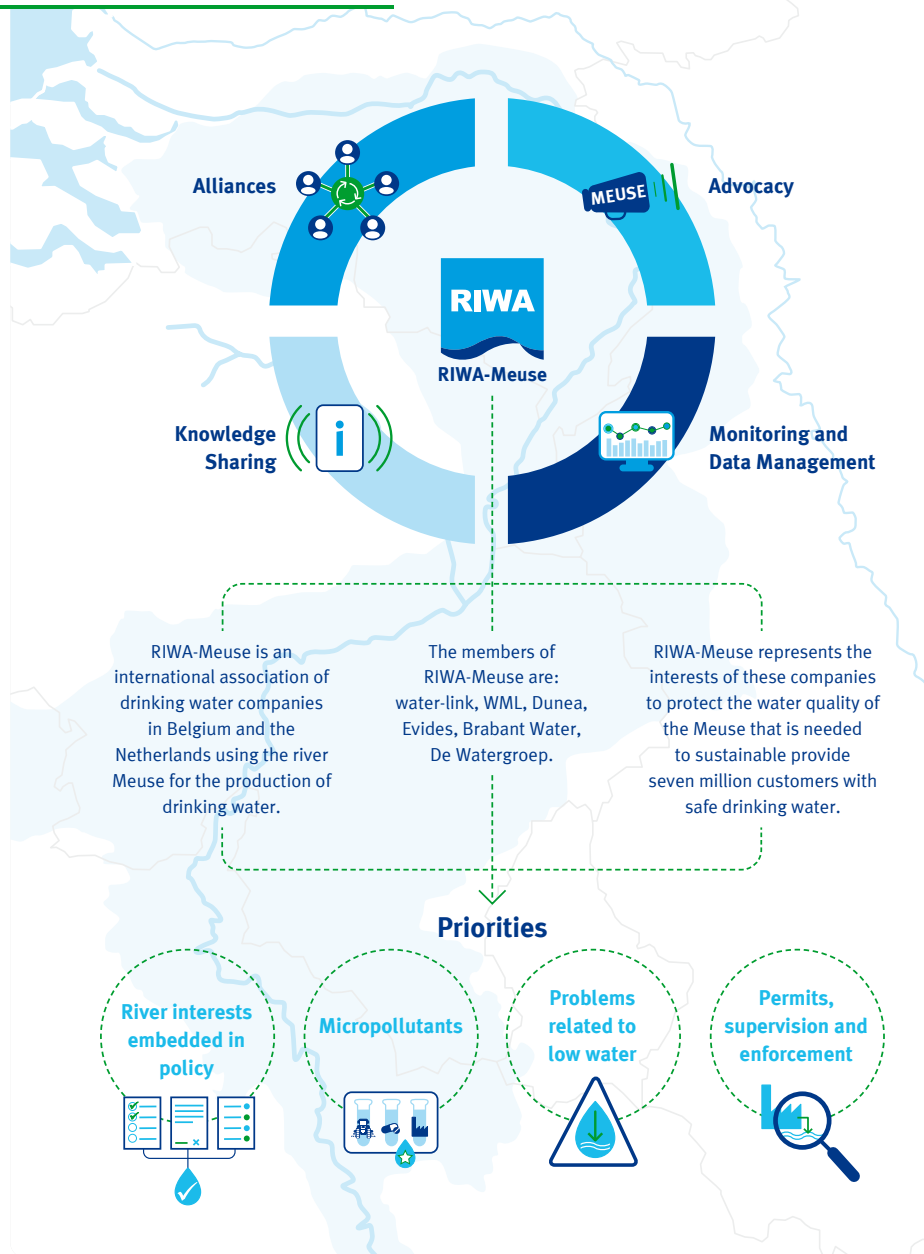 Alliances
MEUSE
Advocacy
RIWA
RIWA-Meuse
Knowledge
Sharing
i
Monitoring and
Data Management
RIWA-Meuse is an
international association of
drinking water companies
in Belgium and the
Netherlands using the river
Meuse for the production of
drinking water.
The members of
RIWA-Meuse are:
water-link, WML, Dunea,
Evides, Brabant Water,
De Watergroep.
RIWA-Meuse represents the
interests of these companies
to protect the water quality of
the Meuse that is needed
to sustainable provide
seven million customers with
safe drinking water.
Priorities
River interests
embedded in
policy
Micropollutants
Problems
related to
low water
Permits,
supervision and
enforcement